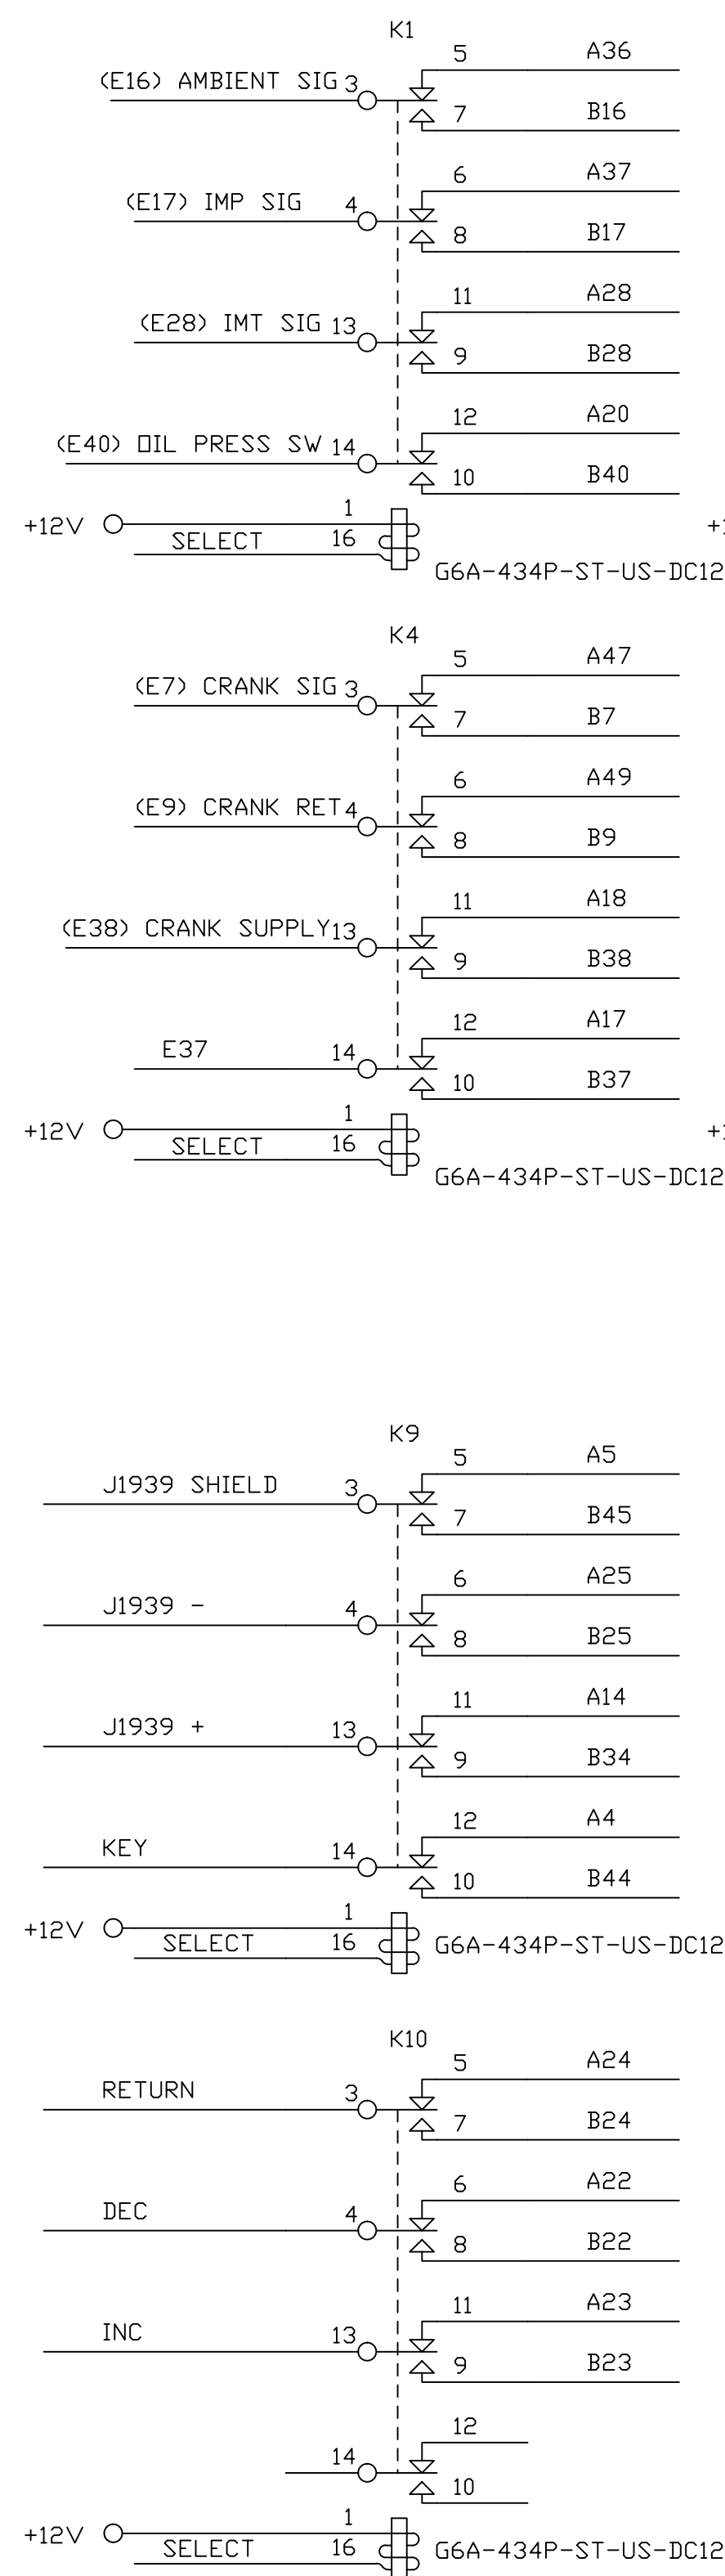 K1
5 A36
(E16) AMBIENT SIG 3
7 B16
6 A37
(E17) IMP SIG 4
8 B17
11 A28
(E28) IMT SIG 13
9 B28
12 A20
(E40) OIL PRESS SW 14
10 B40
+12V 1
SELECT 16
G6A-434P-ST-US-DC12
K4
5 A47
(E7) CRANK SIG 3
7 B7
6 A49
(E9) CRANK RET 4
8 B9
11 A18
(E38) CRANK SUPPLY 13
9 B38
12 A17
E37 14
10 B37
+12V 1
SELECT 16
G6A-434P-ST-US-DC12
K9
5 A5
J1939 SHIELD 3
7 B45
6 A25
J1939 - 4
8 B25
11 A14
J1939 + 13
9 B34
12 A4
KEY 14
10 B44
+12V 1
SELECT 16 G6A-434P-ST-US-DC12
K10
5 A24
RETURN 3
7 B24
6 A22
DEC 4
8 B22
11 A23
INC 13
9 B23
12
14
10
+12V 1
SELECT 16 G6A-434P-ST-US-DC12